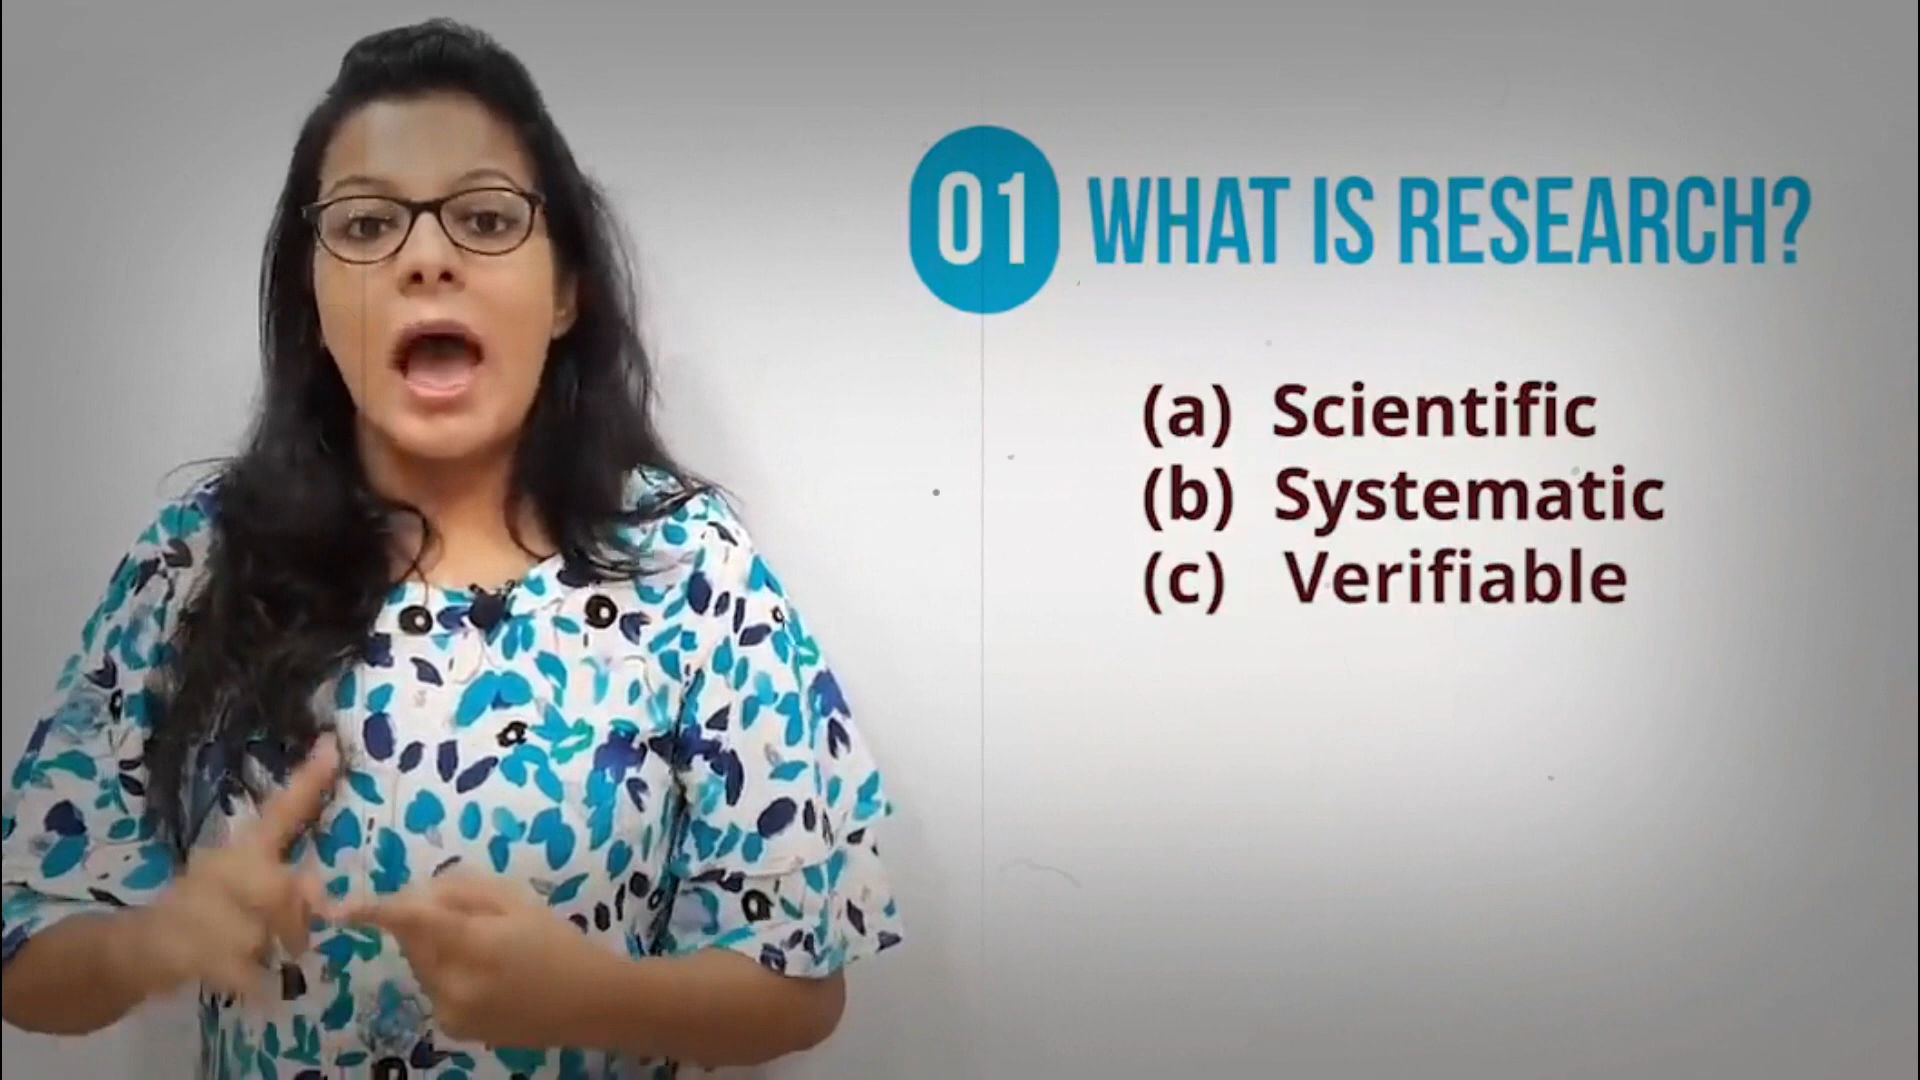 01 WHAT IS RESEARCH?
(a) Scientific
(b) Systematic
(c) Verifiable